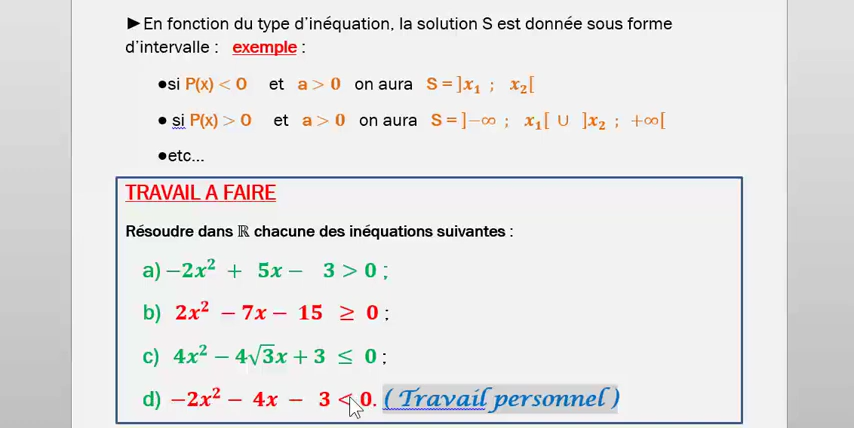 ►En fonction du type d'inéquation, la solution S est donnée sous forme
d'intervalle : exemple :
●si P(x) < 0 et a > 0 on aura S = ]x₁ ; x₂[
● si P(x) > 0 et a > 0 on aura S = ]−∞ ; x₁[ ∪ ]x₂ ; +∞[
●etc...
TRAVAIL A FAIRE
Résoudre dans ℝ chacune des inéquations suivantes :
a) −2x² + 5x − 3 > 0 ;
b) 2x² − 7x − 15 ≥ 0 ;
c) 4x² − 4√3x + 3 ≤ 0 ;
d) −2x² − 4x − 3 < 0. ( Travail personnel )